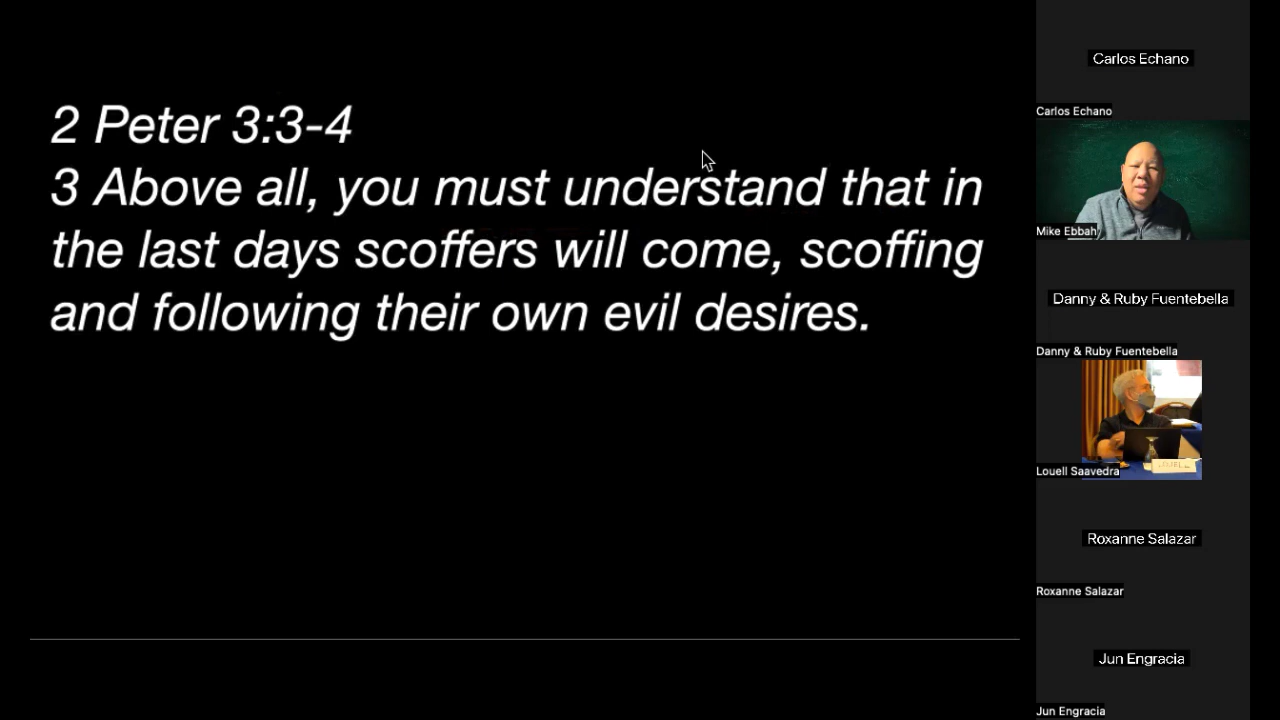 2 Peter 3:3-4
3 Above all, you must understand that in
the last days scoffers will come, scoffing
and following their own evil desires.
Carlos Echano
Carlos Echano
Mike Ebbah
Danny & Ruby Fuentebella
Danny & Ruby Fuentebella
Louell Saavedra
Roxanne Salazar
Roxanne Salazar
Jun Engracia
Jun Engracia